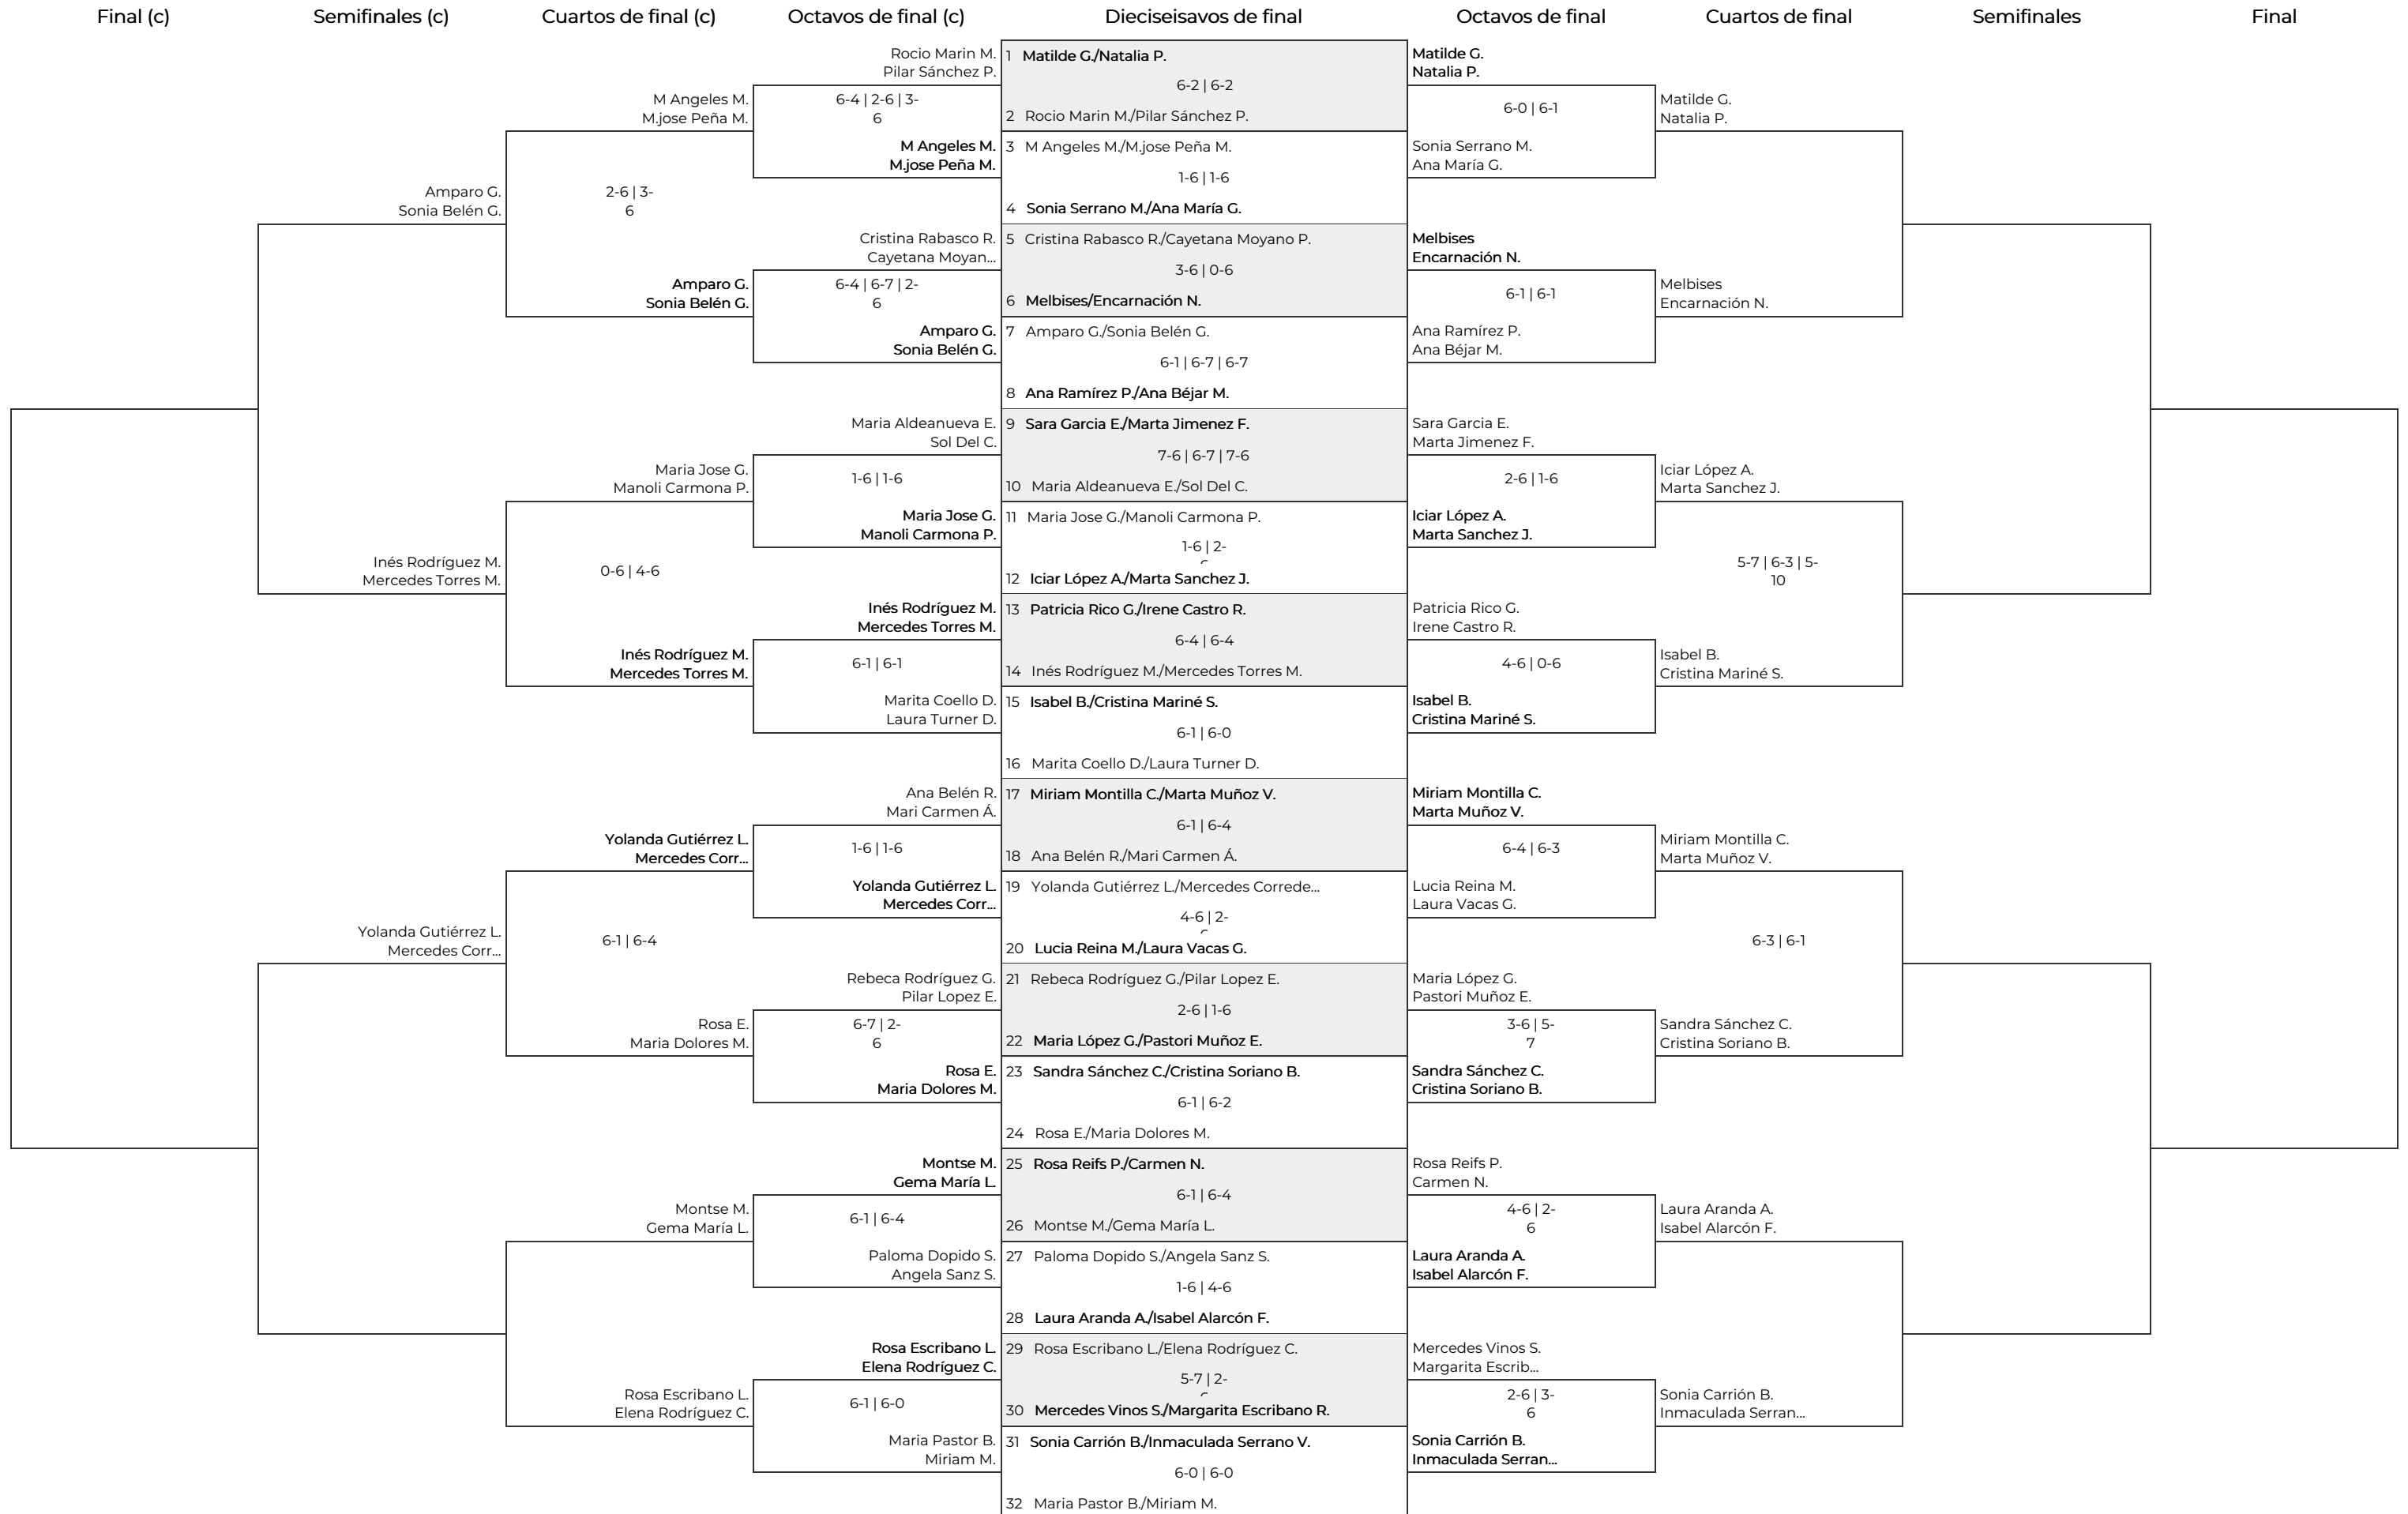 Final (c)
Semifinales (c)
Cuartos de final (c)
Octavos de final (c)
Dieciseisavos de final
Octavos de final
Cuartos de final
Semifinales
Final
Amparo G.
Sonia Belén G.
Inés Rodríguez M.
Mercedes Torres M.
Yolanda Gutiérrez L.
Mercedes Corr...
M Angeles M.
M.jose Peña M.
2-6 | 3-
6
Amparo G.
Sonia Belén G.
Maria Jose G.
Manoli Carmona P.
0-6 | 4-6
Inés Rodríguez M.
Mercedes Torres M.
Yolanda Gutiérrez L.
Mercedes Corr...
6-1 | 6-4
Rosa E.
Maria Dolores M.
Montse M.
Gema María L.
Rosa Escribano L.
Elena Rodríguez C.
Rocio Marin M.
Pilar Sánchez P.
6-4 | 2-6 | 3-
6
M Angeles M.
M.jose Peña M.
Cristina Rabasco R.
Cayetana Moyan...
6-4 | 6-7 | 2-
6
Amparo G.
Sonia Belén G.
Maria Aldeanueva E.
Sol Del C.
1-6 | 1-6
Maria Jose G.
Manoli Carmona P.
Inés Rodríguez M.
Mercedes Torres M.
6-1 | 6-1
Marita Coello D.
Laura Turner D.
Ana Belén R.
Mari Carmen Á.
1-6 | 1-6
Yolanda Gutiérrez L.
Mercedes Corr...
Rebeca Rodríguez G.
Pilar Lopez E.
6-7 | 2-
6
Rosa E.
Maria Dolores M.
Montse M.
Gema María L.
6-1 | 6-4
Paloma Dopido S.
Angela Sanz S.
Rosa Escribano L.
Elena Rodríguez C.
6-1 | 6-0
Maria Pastor B.
Miriam M.
1 Matilde G./Natalia P.
6-2 | 6-2
2 Rocio Marin M./Pilar Sánchez P.
3 M Angeles M./M.jose Peña M.
1-6 | 1-6
4 Sonia Serrano M./Ana María G.
5 Cristina Rabasco R./Cayetana Moyano P.
3-6 | 0-6
6 Melbises/Encarnación N.
7 Amparo G./Sonia Belén G.
6-1 | 6-7 | 6-7
8 Ana Ramírez P./Ana Béjar M.
9 Sara Garcia E./Marta Jimenez F.
7-6 | 6-7 | 7-6
10 Maria Aldeanueva E./Sol Del C.
11 Maria Jose G./Manoli Carmona P.
1-6 | 2-
12 Iciar López A./Marta Sanchez J.
13 Patricia Rico G./Irene Castro R.
6-4 | 6-4
14 Inés Rodríguez M./Mercedes Torres M.
15 Isabel B./Cristina Mariné S.
6-1 | 6-0
16 Marita Coello D./Laura Turner D.
17 Miriam Montilla C./Marta Muñoz V.
6-1 | 6-4
18 Ana Belén R./Mari Carmen Á.
19 Yolanda Gutiérrez L./Mercedes Correde...
4-6 | 2-
20 Lucia Reina M./Laura Vacas G.
21 Rebeca Rodríguez G./Pilar Lopez E.
2-6 | 1-6
22 Maria López G./Pastori Muñoz E.
23 Sandra Sánchez C./Cristina Soriano B.
6-1 | 6-2
24 Rosa E./Maria Dolores M.
25 Rosa Reifs P./Carmen N.
6-1 | 6-4
26 Montse M./Gema María L.
27 Paloma Dopido S./Angela Sanz S.
1-6 | 4-6
28 Laura Aranda A./Isabel Alarcón F.
29 Rosa Escribano L./Elena Rodríguez C.
5-7 | 2-
30 Mercedes Vinos S./Margarita Escribano R.
31 Sonia Carrión B./Inmaculada Serrano V.
6-0 | 6-0
32 Maria Pastor B./Miriam M.
Matilde G.
Natalia P.
6-0 | 6-1
Sonia Serrano M.
Ana María G.
Melbises
Encarnación N.
6-1 | 6-1
Ana Ramírez P.
Ana Béjar M.
Sara Garcia E.
Marta Jimenez F.
2-6 | 1-6
Iciar López A.
Marta Sanchez J.
Patricia Rico G.
Irene Castro R.
4-6 | 0-6
Isabel B.
Cristina Mariné S.
Miriam Montilla C.
Marta Muñoz V.
6-4 | 6-3
Lucia Reina M.
Laura Vacas G.
Maria López G.
Pastori Muñoz E.
3-6 | 5-
7
Sandra Sánchez C.
Cristina Soriano B.
Rosa Reifs P.
Carmen N.
4-6 | 2-
6
Laura Aranda A.
Isabel Alarcón F.
Mercedes Vinos S.
Margarita Escrib...
2-6 | 3-
6
Sonia Carrión B.
Inmaculada Serran...
Matilde G.
Natalia P.
Melbises
Encarnación N.
Iciar López A.
Marta Sanchez J.
5-7 | 6-3 | 5-
10
Isabel B.
Cristina Mariné S.
Miriam Montilla C.
Marta Muñoz V.
6-3 | 6-1
Sandra Sánchez C.
Cristina Soriano B.
Laura Aranda A.
Isabel Alarcón F.
Sonia Carrión B.
Inmaculada Serran...